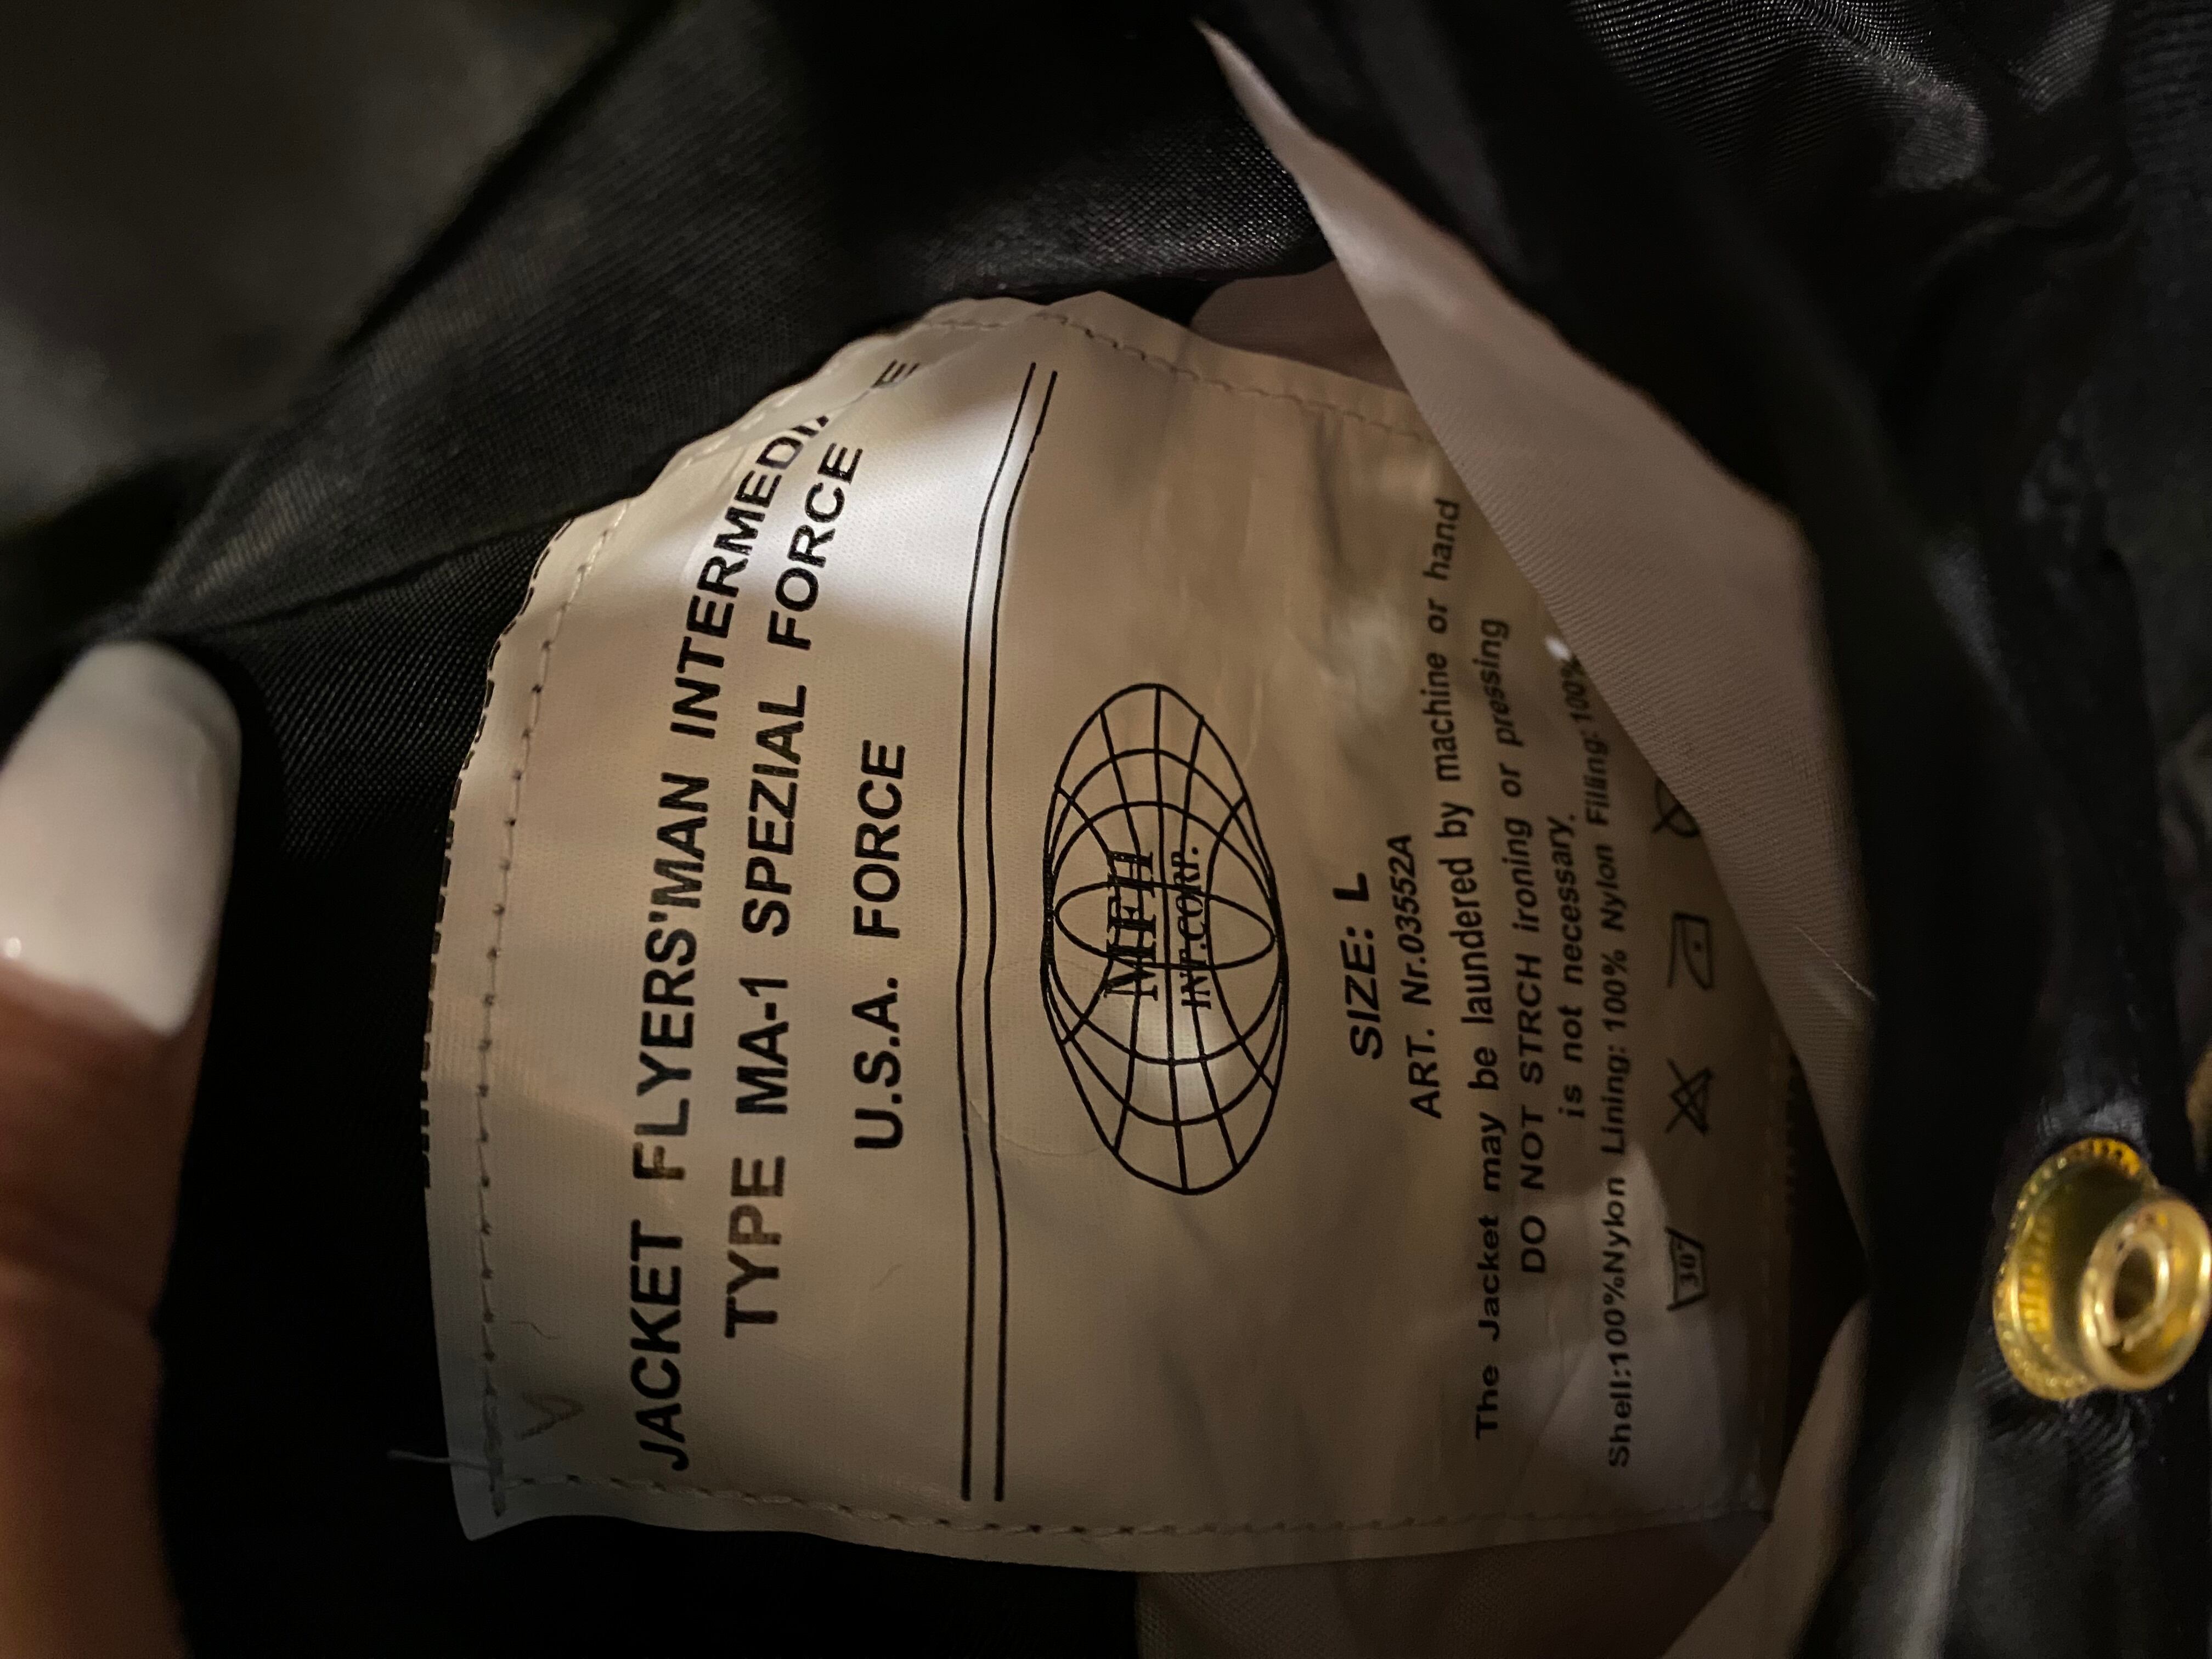 JACKET FLYERS'MAN INTERMEDI E
TYPE MA-1 SPEZIAL FORCE
U.S.A. FORCE
MFH
INT.CORP.
SIZE: L
ART. Nr.03552A
The Jacket may be laundered by machine or hand
DO NOT STRCH ironing or pressing
is not necessary.
Shell:100%Nylon Lining: 100% Nylon Filling:100%
30°